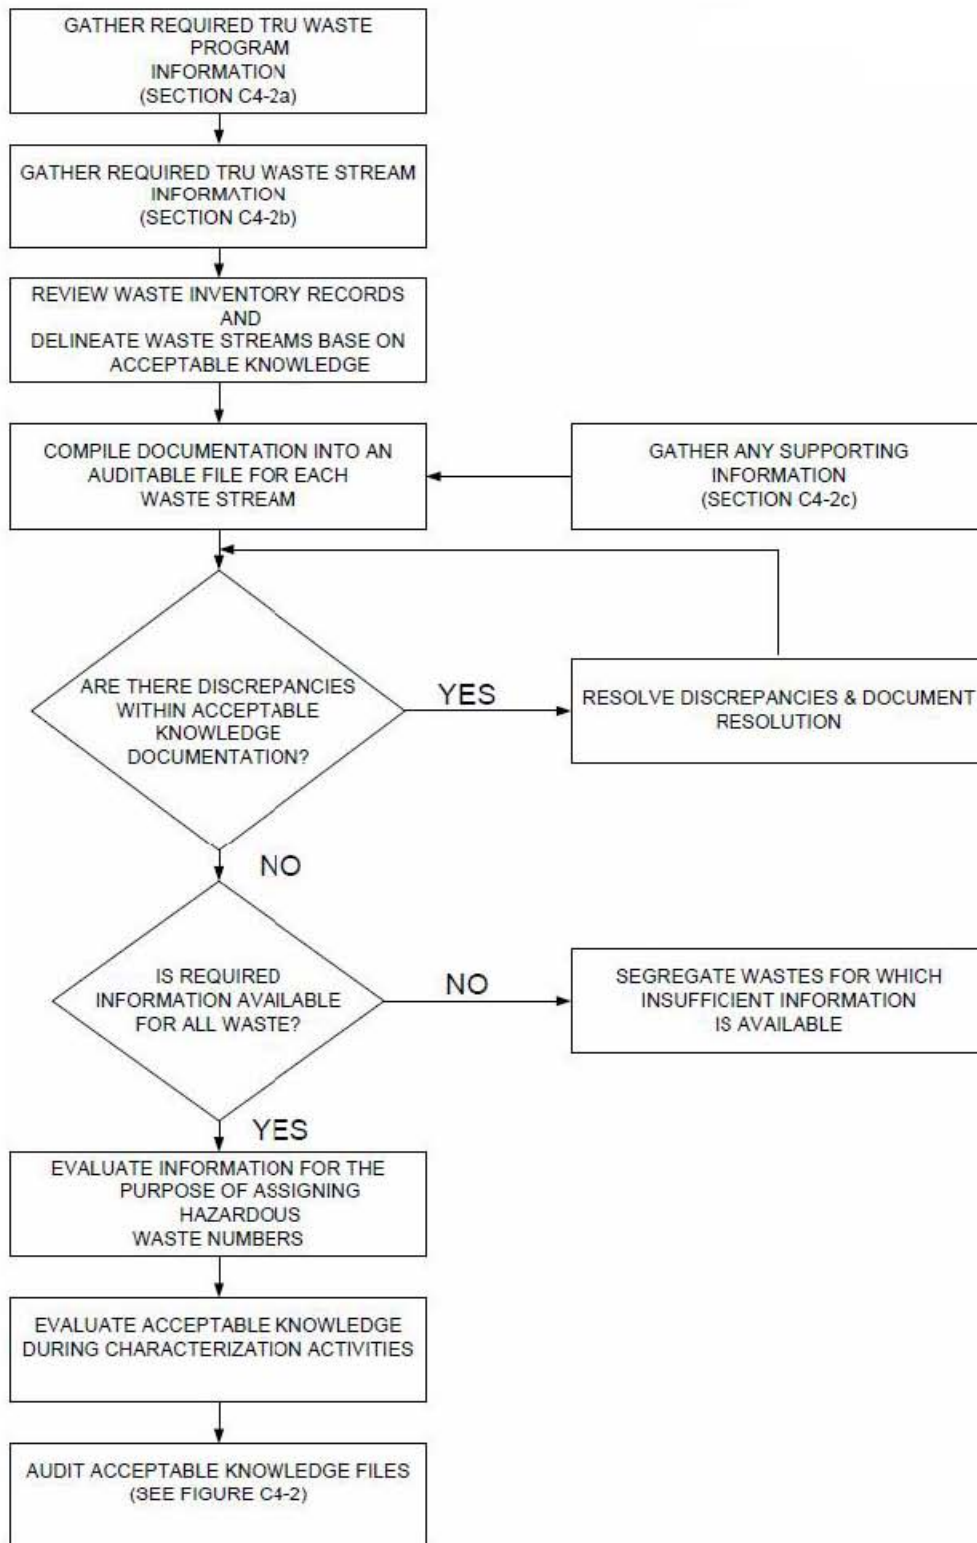 GATHER REQUIRED TRU WASTE
PROGRAM
INFORMATION
(SECTION C4-2a)
GATHER REQUIRED TRU WASTE STREAM
INFORMATION
(SECTION C4-2b)
REVIEW WASTE INVENTORY RECORDS
AND
DELINEATE WASTE STREAMS BASE ON
ACCEPTABLE KNOWLEDGE
COMPILE DOCUMENTATION INTO AN
AUDITABLE FILE FOR EACH
WASTE STREAM
GATHER ANY SUPPORTING
INFORMATION
(SECTION C4-2c)
ARE THERE DISCREPANCIES
WITHIN ACCEPTABLE
KNOWLEDGE
DOCUMENTATION?
YES
RESOLVE DISCREPANCIES & DOCUMENT
RESOLUTION
NO
IS REQUIRED
INFORMATION AVAILABLE
FOR ALL WASTE?
NO
SEGREGATE WASTES FOR WHICH
INSUFFICIENT INFORMATION
IS AVAILABLE
YES
EVALUATE INFORMATION FOR THE
PURPOSE OF ASSIGNING
HAZARDOUS
WASTE NUMBERS
EVALUATE ACCEPTABLE KNOWLEDGE
DURING CHARACTERIZATION ACTIVITIES
AUDIT ACCEPTABLE KNOWLEDGE FILES
(SEE FIGURE C4-2)